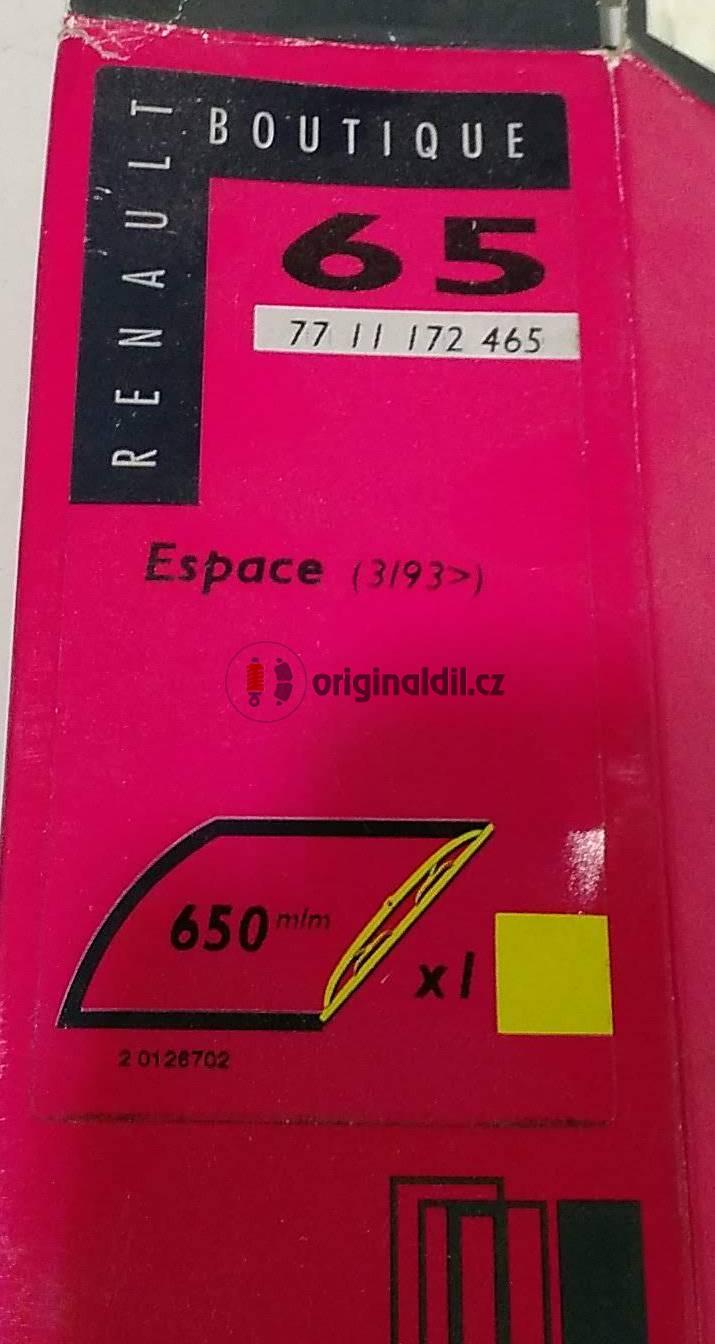 RENAULT
BOUTIQUE
65
77 11 172 465
Espace (3/93>)
originaldil.cz
650 m/m
x1
2 0126702